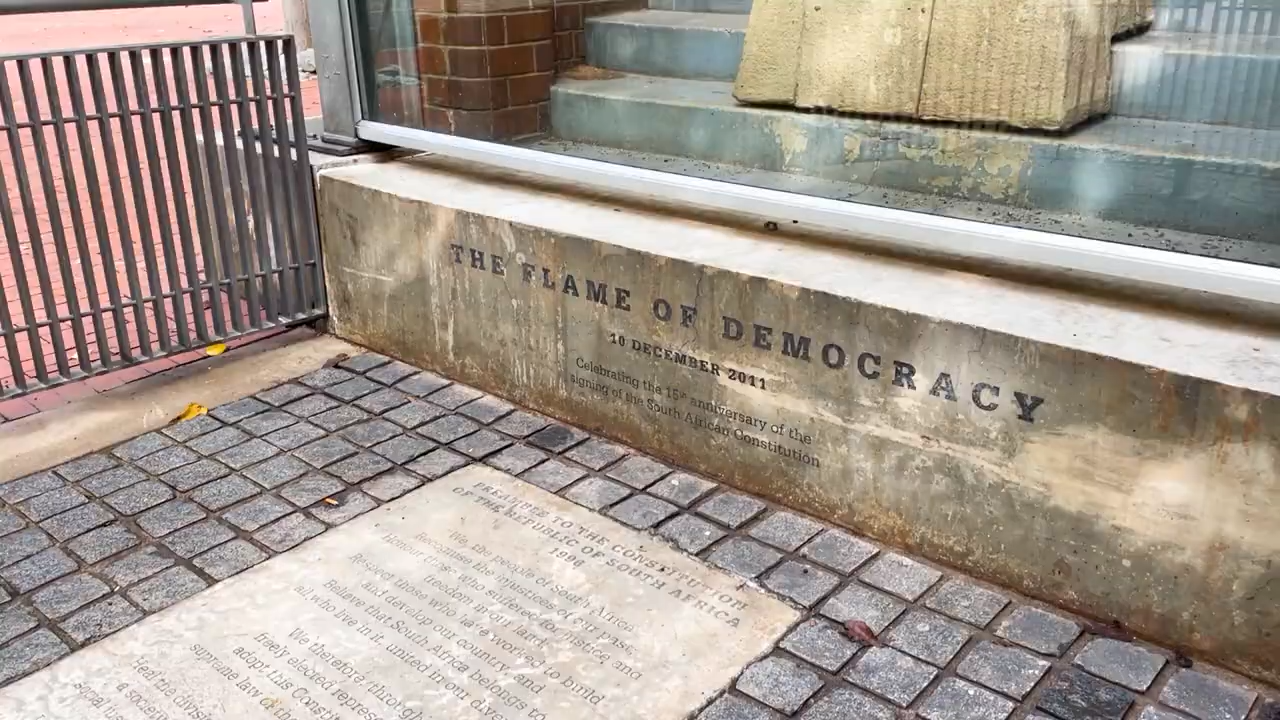 THE FLAME OF DEMOCRACY
10 DECEMBER 2011
Celebrating the 15th anniversary of the
signing of the South African Constitution
PREAMBLE TO THE CONSTITUTION
OF THE REPUBLIC OF SOUTH AFRICA
1996
We, the people of South Africa,
Recognise the injustices of our past;
Honour those who suffered for justice and
freedom in our land;
Respect those who have worked to build
and develop our country; and
Believe that South Africa belongs to
all who live in it, united in our
We therefore, through
freely elected
adopt this
supreme law of the
Heal the
a society